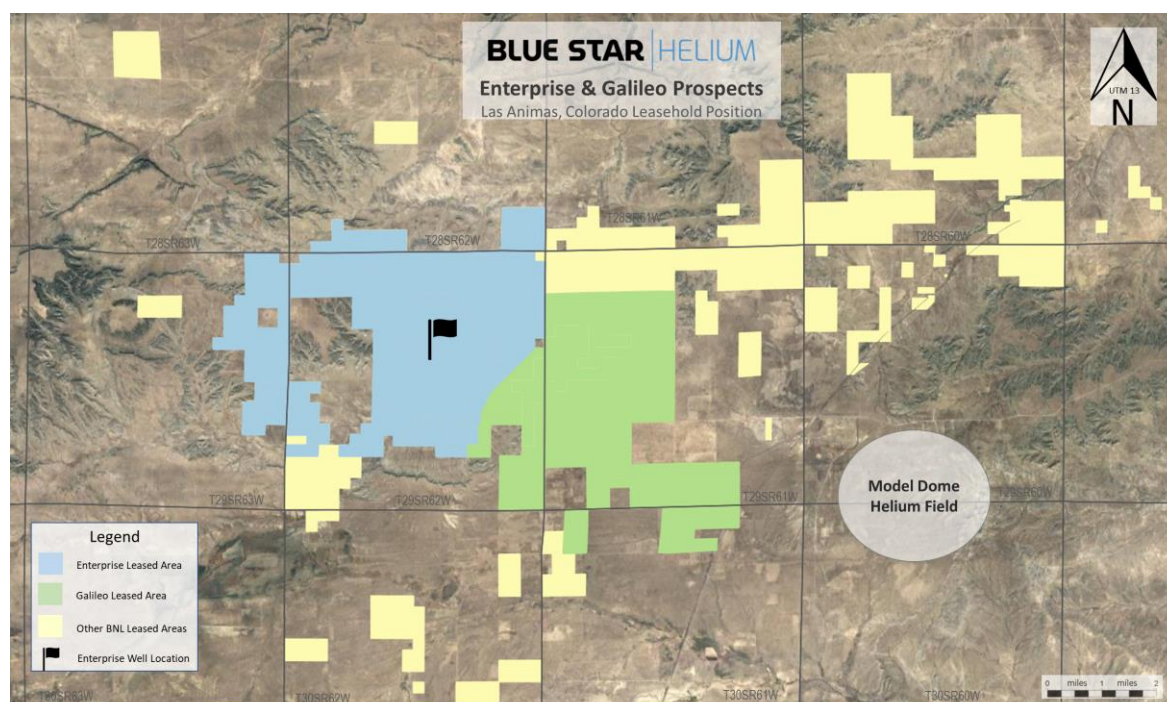 BLUE STAR HELIUM
Enterprise & Galileo Prospects
Las Animas, Colorado Leasehold Position
UTM 13
N
T28SR61W
T28SR63W
T28SR62W
T28SR60W
T29SR63W
T29SR62W
T29SR61W
T29SR60W
Model Dome
Helium Field
Legend
Enterprise Leased Area
Galileo Leased Area
Other BNL Leased Areas
Enterprise Well Location
T30SR62W
T30SR61W
T30SR60W
0 miles 1 miles 2